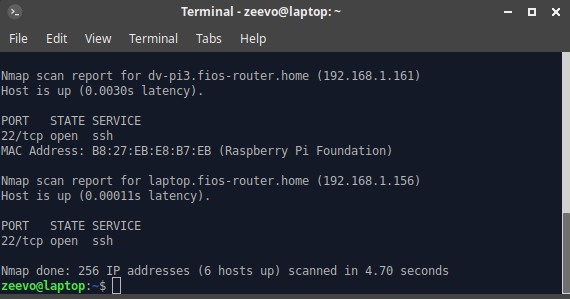 Terminal - zeevo@laptop: ~
File Edit View Terminal Tabs Help
Nmap scan report for dv-pi3.fios-router.home (192.168.1.161)
Host is up (0.0030s latency).
PORT   STATE SERVICE
22/tcp open  ssh
MAC Address: B8:27:EB:E8:B7:EB (Raspberry Pi Foundation)
Nmap scan report for laptop.fios-router.home (192.168.1.156)
Host is up (0.00011s latency).
PORT   STATE SERVICE
22/tcp open  ssh
Nmap done: 256 IP addresses (6 hosts up) scanned in 4.70 seconds
zeevo@laptop:~$